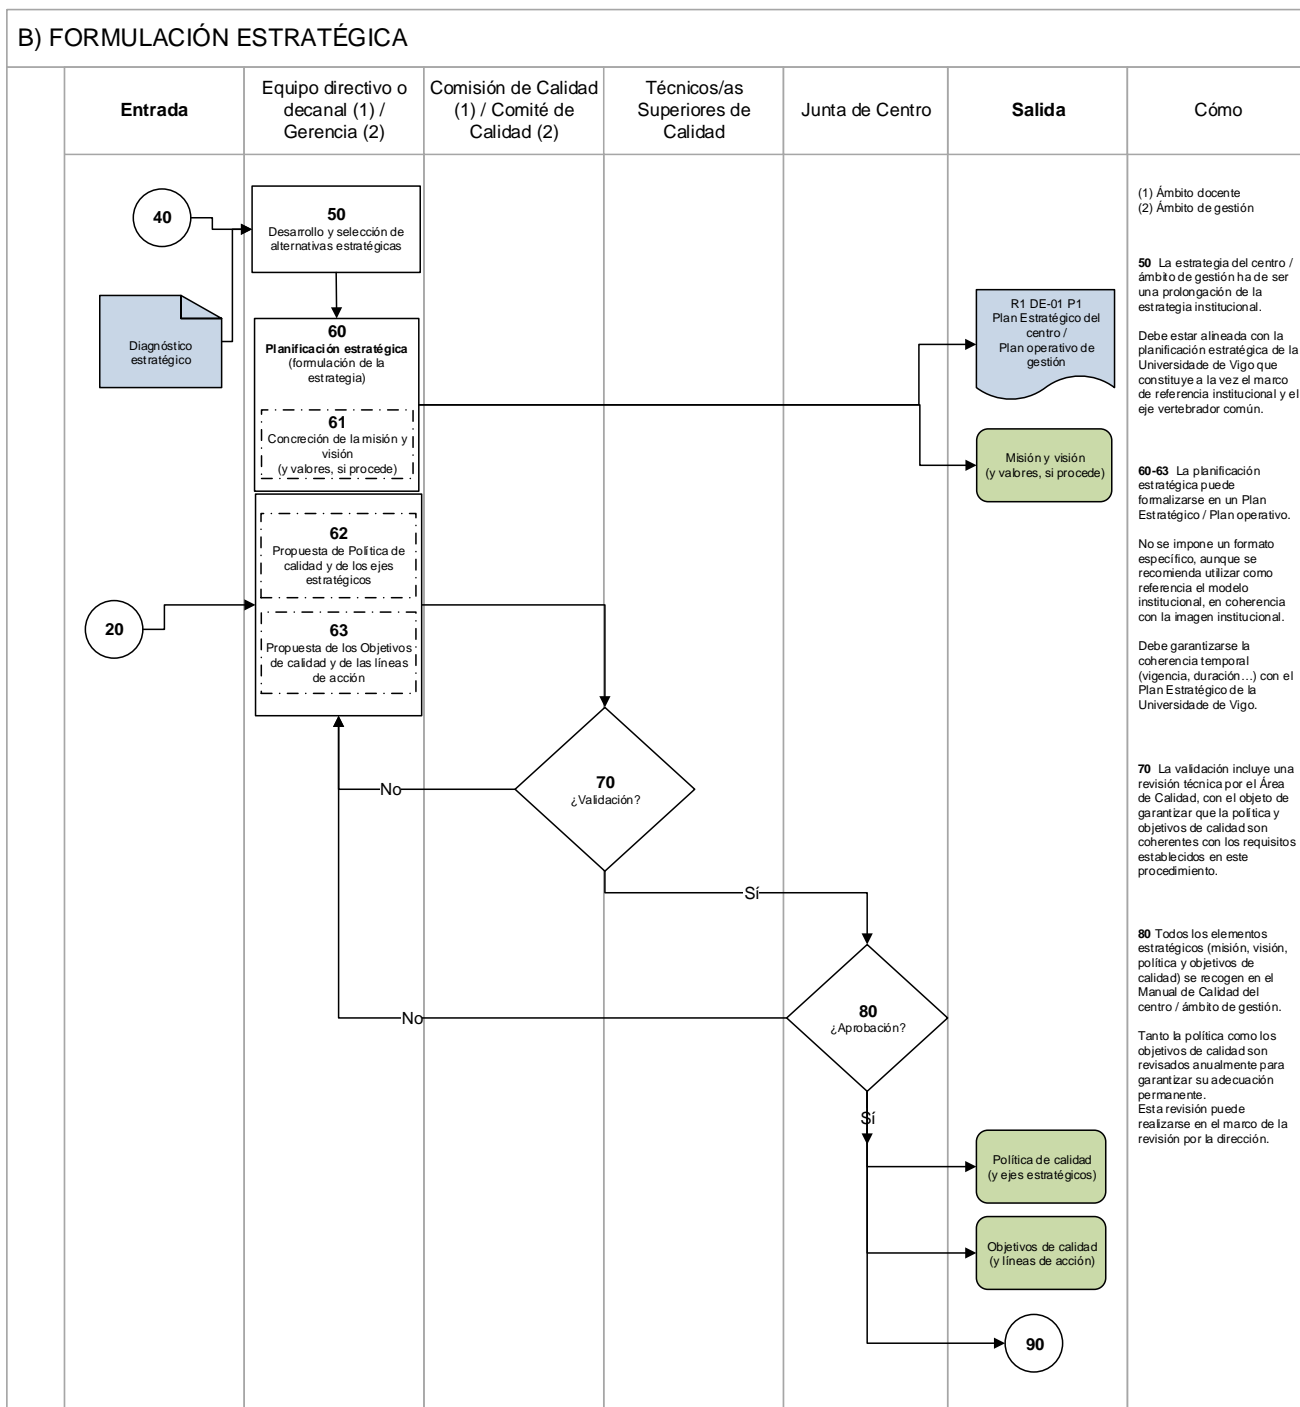 B) FORMULACIÓN ESTRATÉGICA
Entrada
Equipo directivo o
decanal (1) /
Gerencia (2)
Comisión de Calidad
(1) / Comité de
Calidad (2)
Técnicos/as
Superiores de
Calidad
Junta de Centro
Salida
Cómo
40
Diagnóstico
estratégico
50
Desarrollo y selección de
alternativas estratégicas
60
Planificación estratégica
(formulación de la
estrategia)
61
Concreción de la misión y
visión
(y valores, si procede)
R1 DE-01 P1
Plan Estratégico del
centro /
Plan operativo de
gestión
Misión y visión
(y valores, si procede)
20
62
Propuesta de Política de
calidad y de los ejes
estratégicos
63
Propuesta de los Objetivos
de calidad y de las líneas
de acción
70
¿Validación?
No
Sí
80
¿Aprobación?
No
Sí
Política de calidad
(y ejes estratégicos)
Objetivos de calidad
(y líneas de acción)
90
(1) Ámbito docente
(2) Ámbito de gestión
50 La estrategia del centro /
ámbito de gestión ha de ser
una prolongación de la
estrategia institucional.
Debe estar alineada con la
planificación estratégica de la
Universidade de Vigo que
constituye a la vez el marco
de referencia institucional y el
eje vertebrador común.
60-63 La planificación
estratégica puede
formalizarse en un Plan
Estratégico / Plan operativo.
No se impone un formato
específico, aunque se
recomienda utilizar como
referencia el modelo
institucional, en coherencia
con la imagen institucional.
Debe garantizarse la
coherencia temporal
(vigencia, duración...) con el
Plan Estratégico de la
Universidade de Vigo.
70 La validación incluye una
revisión técnica por el Área
de Calidad, con el objeto de
garantizar que la política y
objetivos de calidad son
coherentes con los requisitos
establecidos en este
procedimiento.
80 Todos los elementos
estratégicos (misión, visión,
política y objetivos de
calidad) se recogen en el
Manual de Calidad del
centro / ámbito de gestión.
Tanto la política como los
objetivos de calidad son
revisados anualmente para
garantizar su adecuación
permanente.
Esta revisión puede
realizarse en el marco de la
revisión por la dirección.